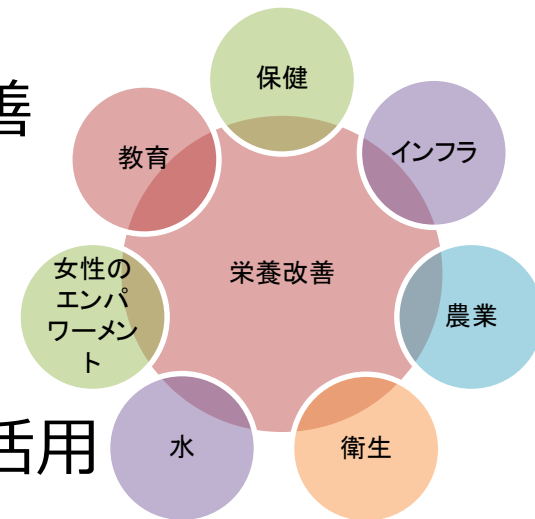 善
保健
教育
インフラ
栄養改善
女性の
エンパ
ワーメン
ト
農業
活用
水
衛生